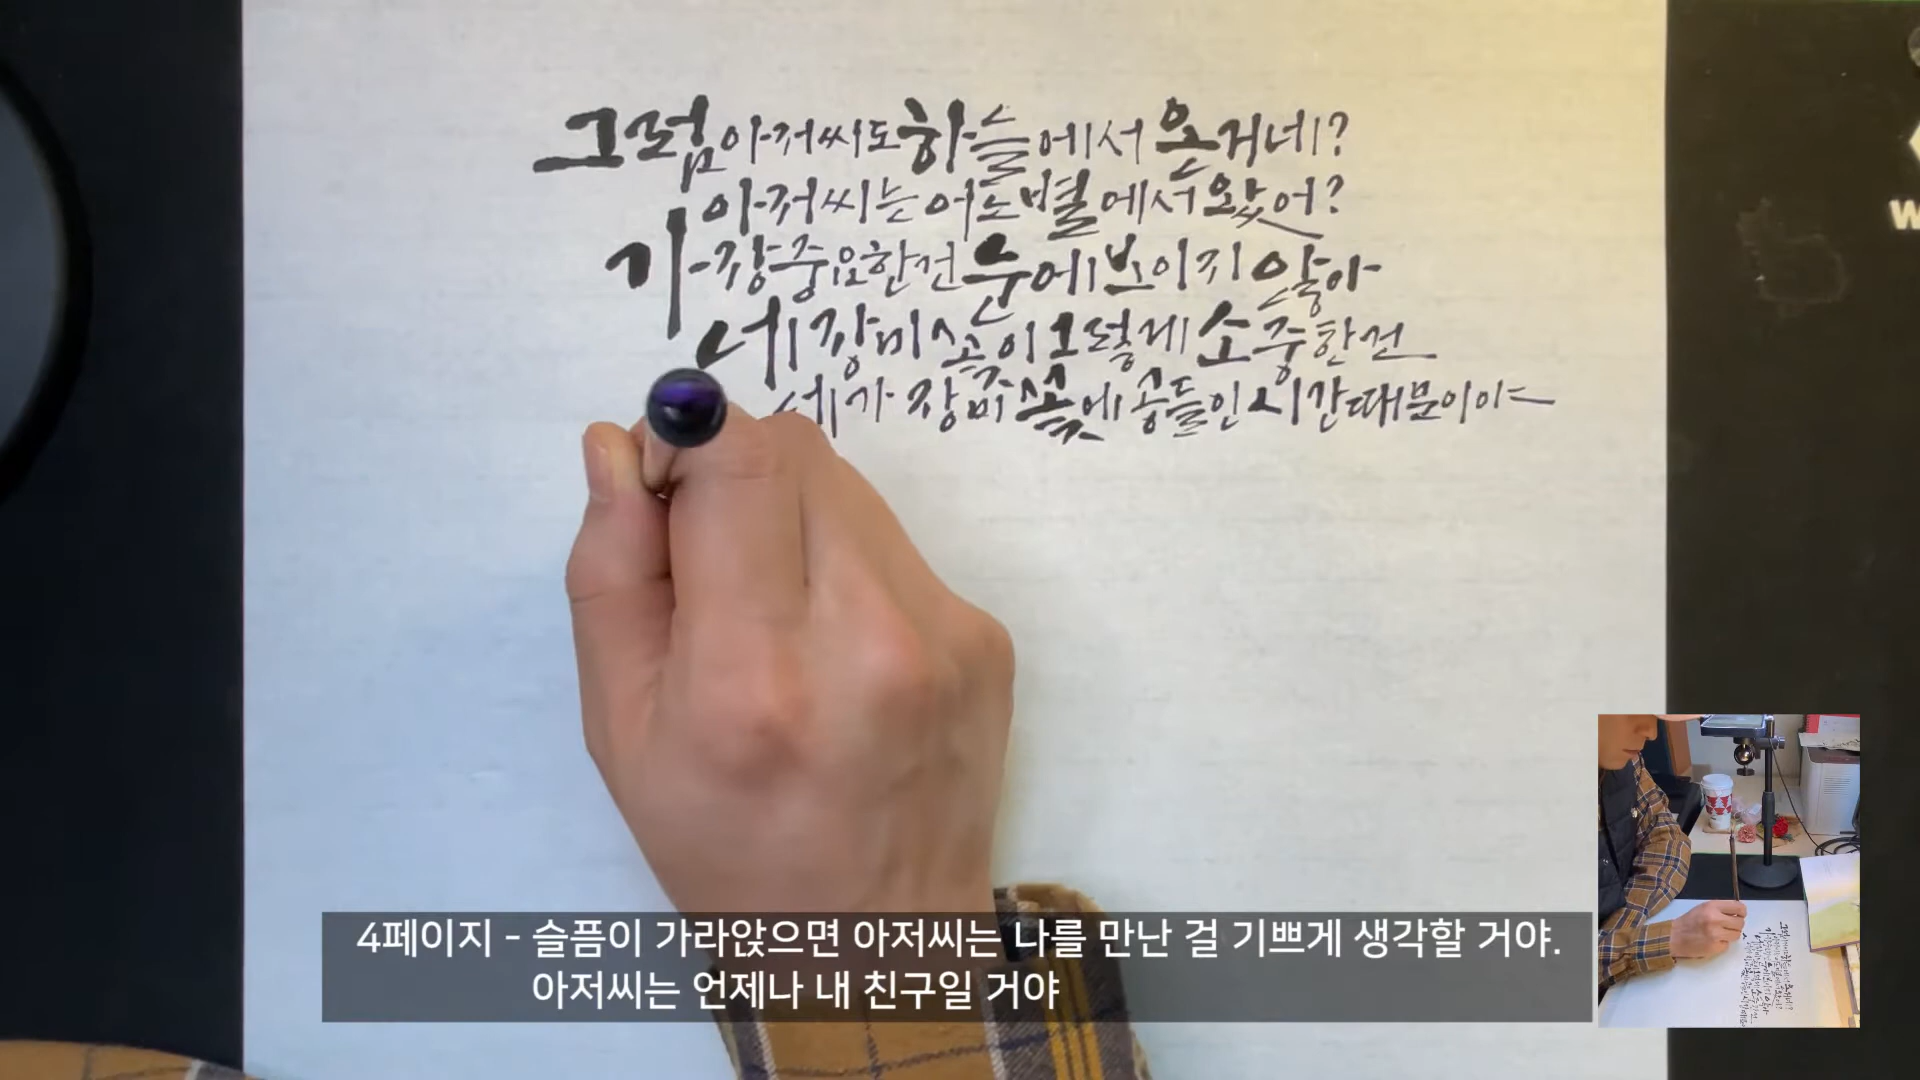 그럼 아저씨도 하늘에서 온거네?
아저씨는 어느별에서 왔어?
가장 중요한건 눈에 보이지 않아
네 장미꽃이 그렇게 소중한건
네가 장미꽃에 공들인 시간 때문이야
4페이지 - 슬픔이 가라앉으면 아저씨는 나를 만난 걸 기쁘게 생각할 거야.
아저씨는 언제나 내 친구일 거야